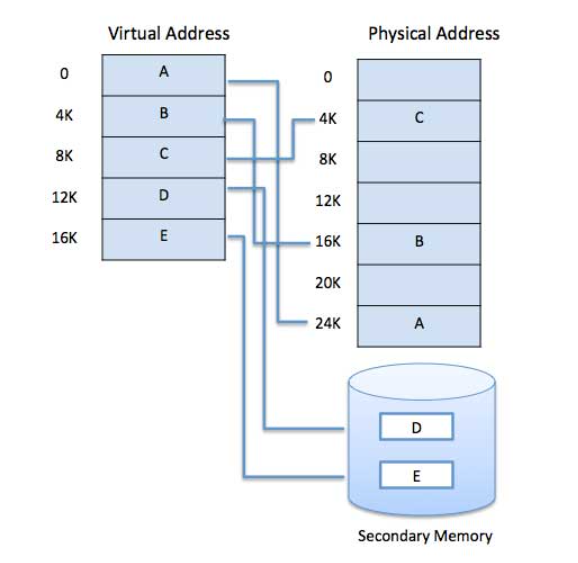 Virtual Address
Physical Address
0
A
4K
B
8K
C
12K
D
16K
E
0
4K
C
8K
12K
16K
B
20K
24K
A
D
E
Secondary Memory